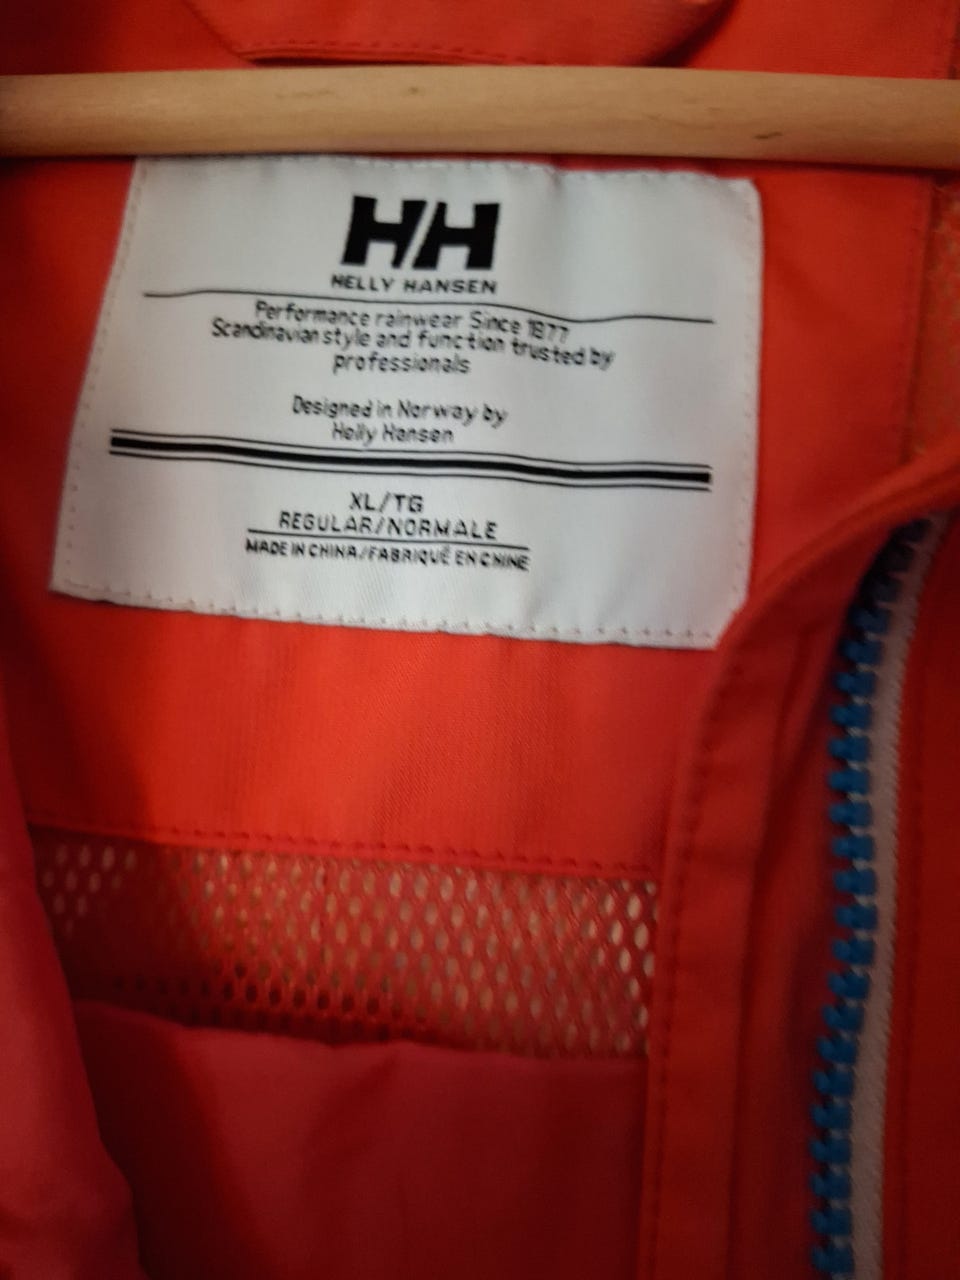 HH
HELLY HANSEN
Performance rainwear Since 1877
Scandinavian style and function trusted by
professionals
Designed in Norway by
Helly Hansen
XL/TG
REGULAR/NORMALE
MADE IN CHINA/FABRIQUÉ EN CHINE